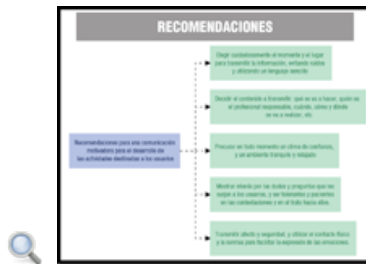 RECOMENDACIONES
Elegir cuidadosamente el momento y el lugar
para transmitir la información, evitando ruidos
y utilizando un lenguaje sencillo
Decidir el contenido a transmitir: qué se va a hacer, quién es
el profesional responsable, cuándo, cómo y dónde
se va a realizar, etc
Recomendaciones para una comunicación
motivadora para el desarrollo de
las actividades destinadas a los usuarios
Procurar en todo momento un clima de confianza,
y un ambiente tranquilo y relajado
Mostrar interés por las dudas y preguntas que les
surjan a los usuarios, y ser tolerantes y pacientes
en las contestaciones y en el trato hacia ellos.
Transmitir afecto y seguridad, y utilizar el contacto físico
y la sonrisa para facilitar la expresión de las emociones.